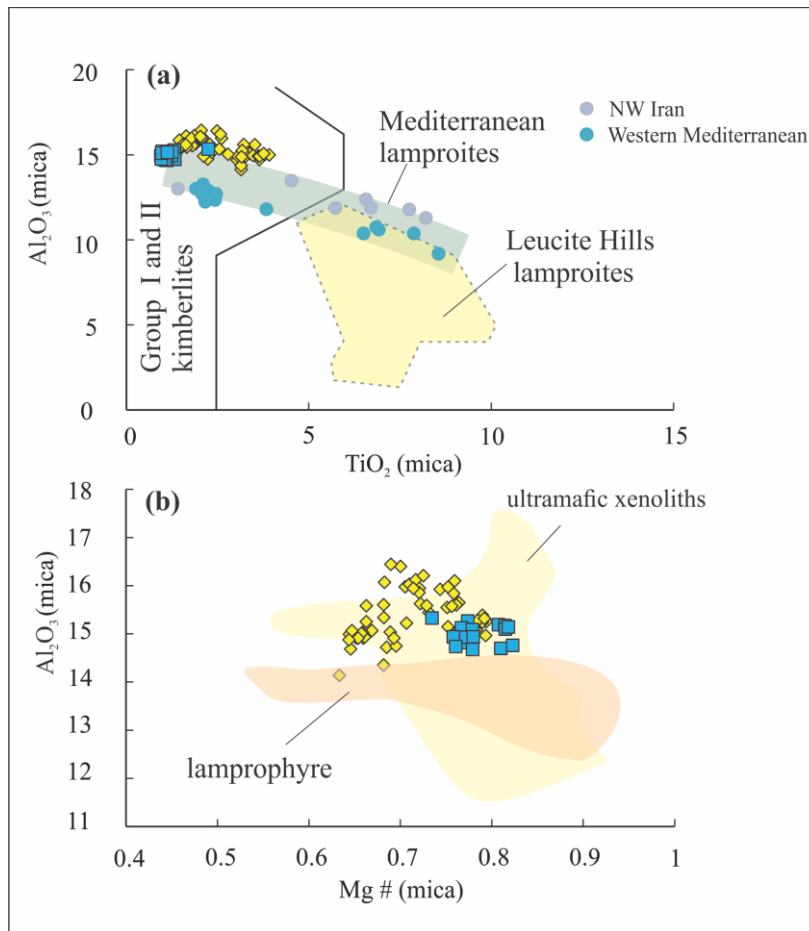 (a)
20
15
10
5
0
Al₂O₃ (mica)
Group I and II
kimberlites
Mediterranean
lamproites
NW Iran
Western Mediterranean
Leucite Hills
lamproites
0
5
10
15
TiO₂ (mica)
(b)
18
17
16
15
14
13
12
11
Al₂O₃ (mica)
ultramafic xenoliths
lamprophyre
0.4
0.5
0.6
0.7
0.8
0.9
1
Mg # (mica)